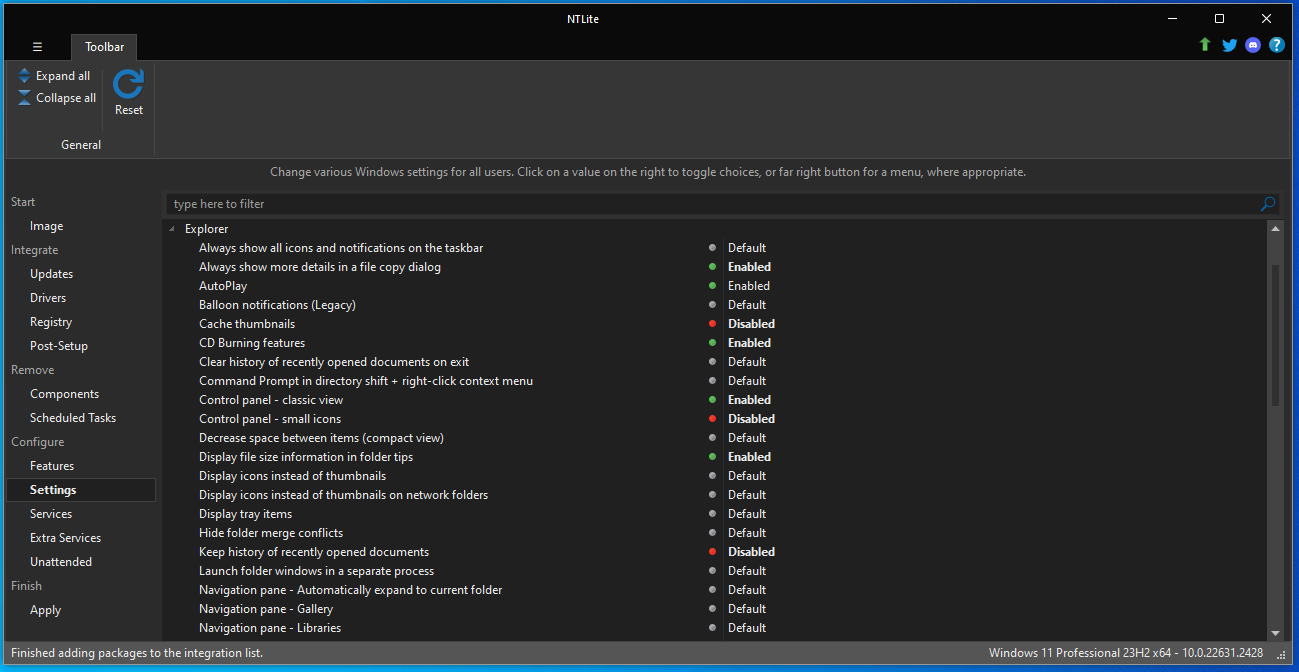 NTLite
☰ Toolbar
Expand all
Collapse all
Reset
General
Change various Windows settings for all users. Click on a value on the right to toggle choices, or far right button for a menu, where appropriate.
Start
Image
Integrate
Updates
Drivers
Registry
Post-Setup
Remove
Components
Scheduled Tasks
Configure
Features
Settings
Services
Extra Services
Unattended
Finish
Apply
type here to filter
Explorer
Always show all icons and notifications on the taskbar Default
Always show more details in a file copy dialog Enabled
AutoPlay Enabled
Balloon notifications (Legacy) Default
Cache thumbnails Disabled
CD Burning features Enabled
Clear history of recently opened documents on exit Default
Command Prompt in directory shift + right-click context menu Default
Control panel - classic view Enabled
Control panel - small icons Disabled
Decrease space between items (compact view) Default
Display file size information in folder tips Enabled
Display icons instead of thumbnails Default
Display icons instead of thumbnails on network folders Default
Display tray items Default
Hide folder merge conflicts Default
Keep history of recently opened documents Disabled
Launch folder windows in a separate process Default
Navigation pane - Automatically expand to current folder Default
Navigation pane - Gallery Default
Navigation pane - Libraries Default
Finished adding packages to the integration list.
Windows 11 Professional 23H2 x64 - 10.0.22631.2428